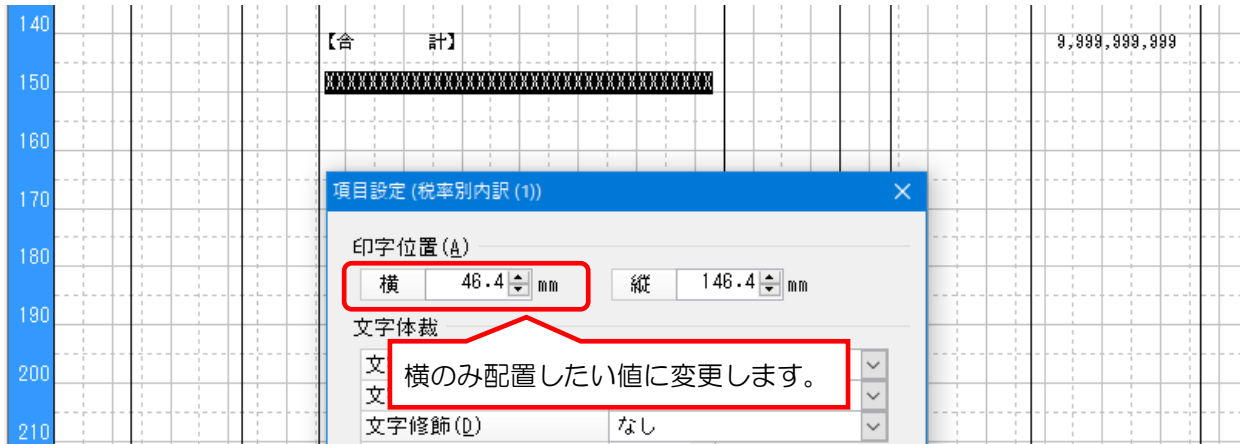 140
【合　　　計】 9,999,999,999
150 XXXXXXXXXXXXXXXXXXXXXXXXXXXXXXXXXXXX
160
170 項目設定 (税率別内訳 (1))
180 印字位置(A)
横 46.4 mm 縦 146.4 mm
190
文字体裁
200 文
横のみ配置したい値に変更します。
文
文字修飾(D) なし
210